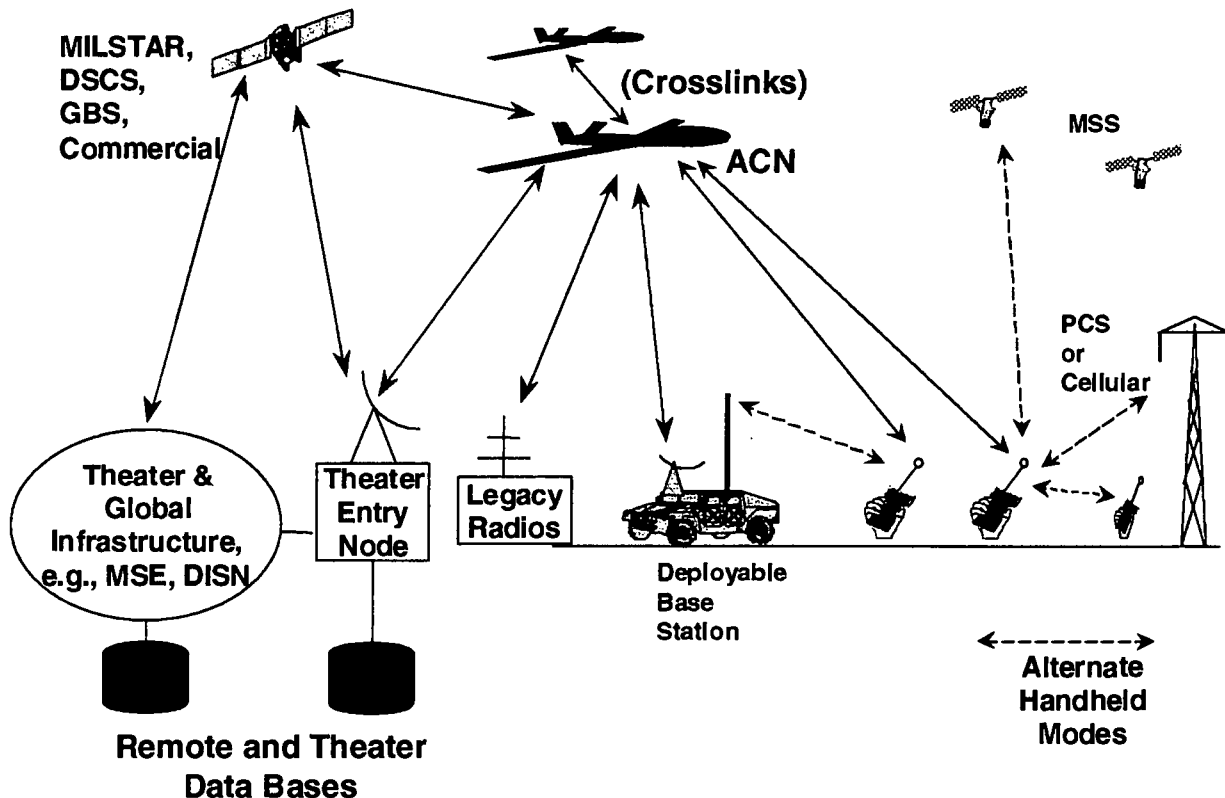 MILSTAR,
DSCS,
GBS,
Commercial
(Crosslinks)
ACN
MSS
PCS
or
Cellular
Theater &
Global
Infrastructure,
e.g., MSE, DISN
Theater
Entry
Node
Legacy
Radios
Deployable
Base
Station
Alternate
Handheld
Modes
Remote and Theater
Data Bases